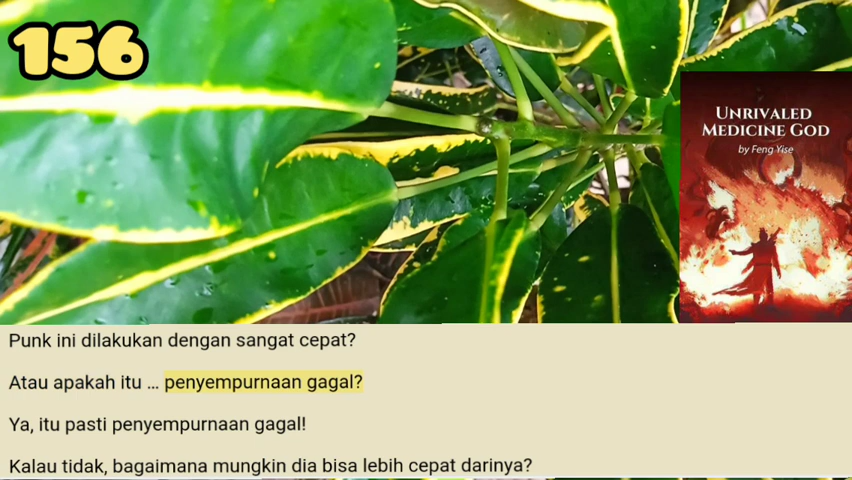 156
UNRIVALED
MEDICINE GOD
by Feng Yise
Punk ini dilakukan dengan sangat cepat?
Atau apakah itu ... penyempurnaan gagal?
Ya, itu pasti penyempurnaan gagal!
Kalau tidak, bagaimana mungkin dia bisa lebih cepat darinya?